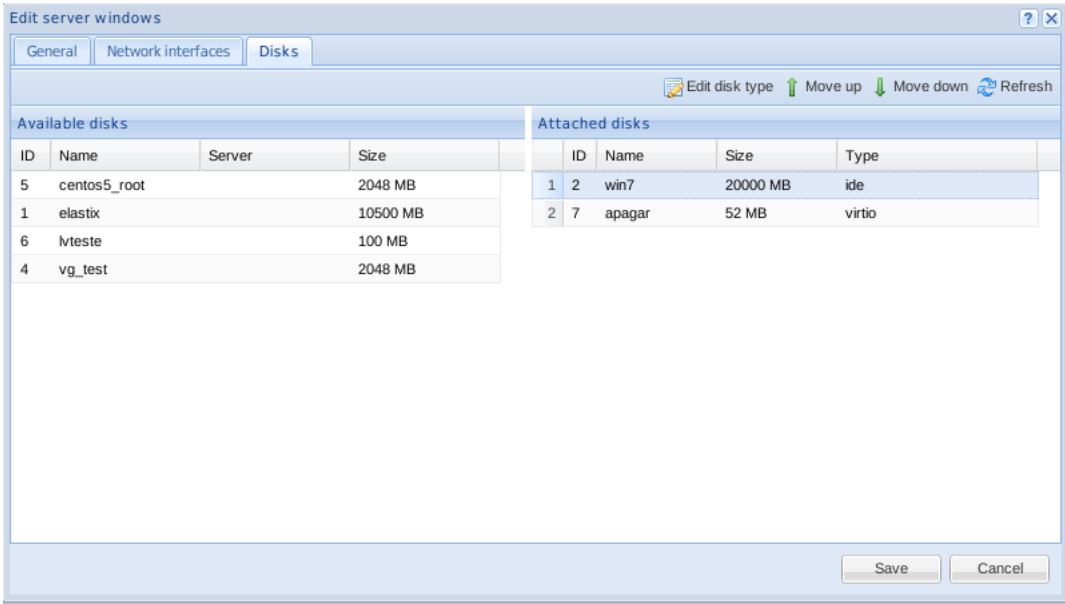 Edit server windows
General Network interfaces Disks
Edit disk type Move up Move down Refresh
Available disks
ID Name Server Size
5 centos5_root 2048 MB
1 elastix 10500 MB
6 lvteste 100 MB
4 vg_test 2048 MB
Attached disks
ID Name Size Type
1 2 win7 20000 MB ide
2 7 apagar 52 MB virtio
Save Cancel